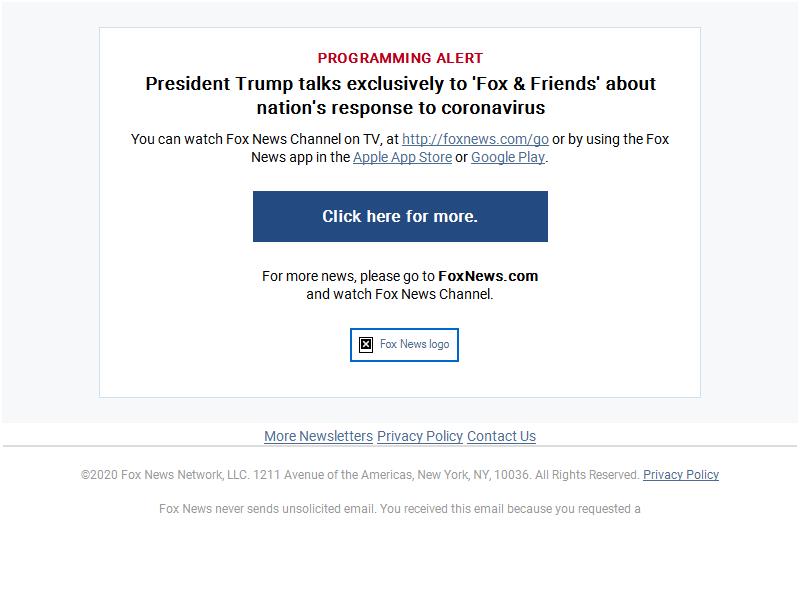 PROGRAMMING ALERT
President Trump talks exclusively to 'Fox & Friends' about
nation's response to coronavirus
You can watch Fox News Channel on TV, at http://foxnews.com/go or by using the Fox
News app in the Apple App Store or Google Play.
Click here for more.
For more news, please go to FoxNews.com
and watch Fox News Channel.
Fox News logo
More Newsletters Privacy Policy Contact Us
©2020 Fox News Network, LLC. 1211 Avenue of the Americas, New York, NY, 10036. All Rights Reserved. Privacy Policy
Fox News never sends unsolicited email. You received this email because you requested a